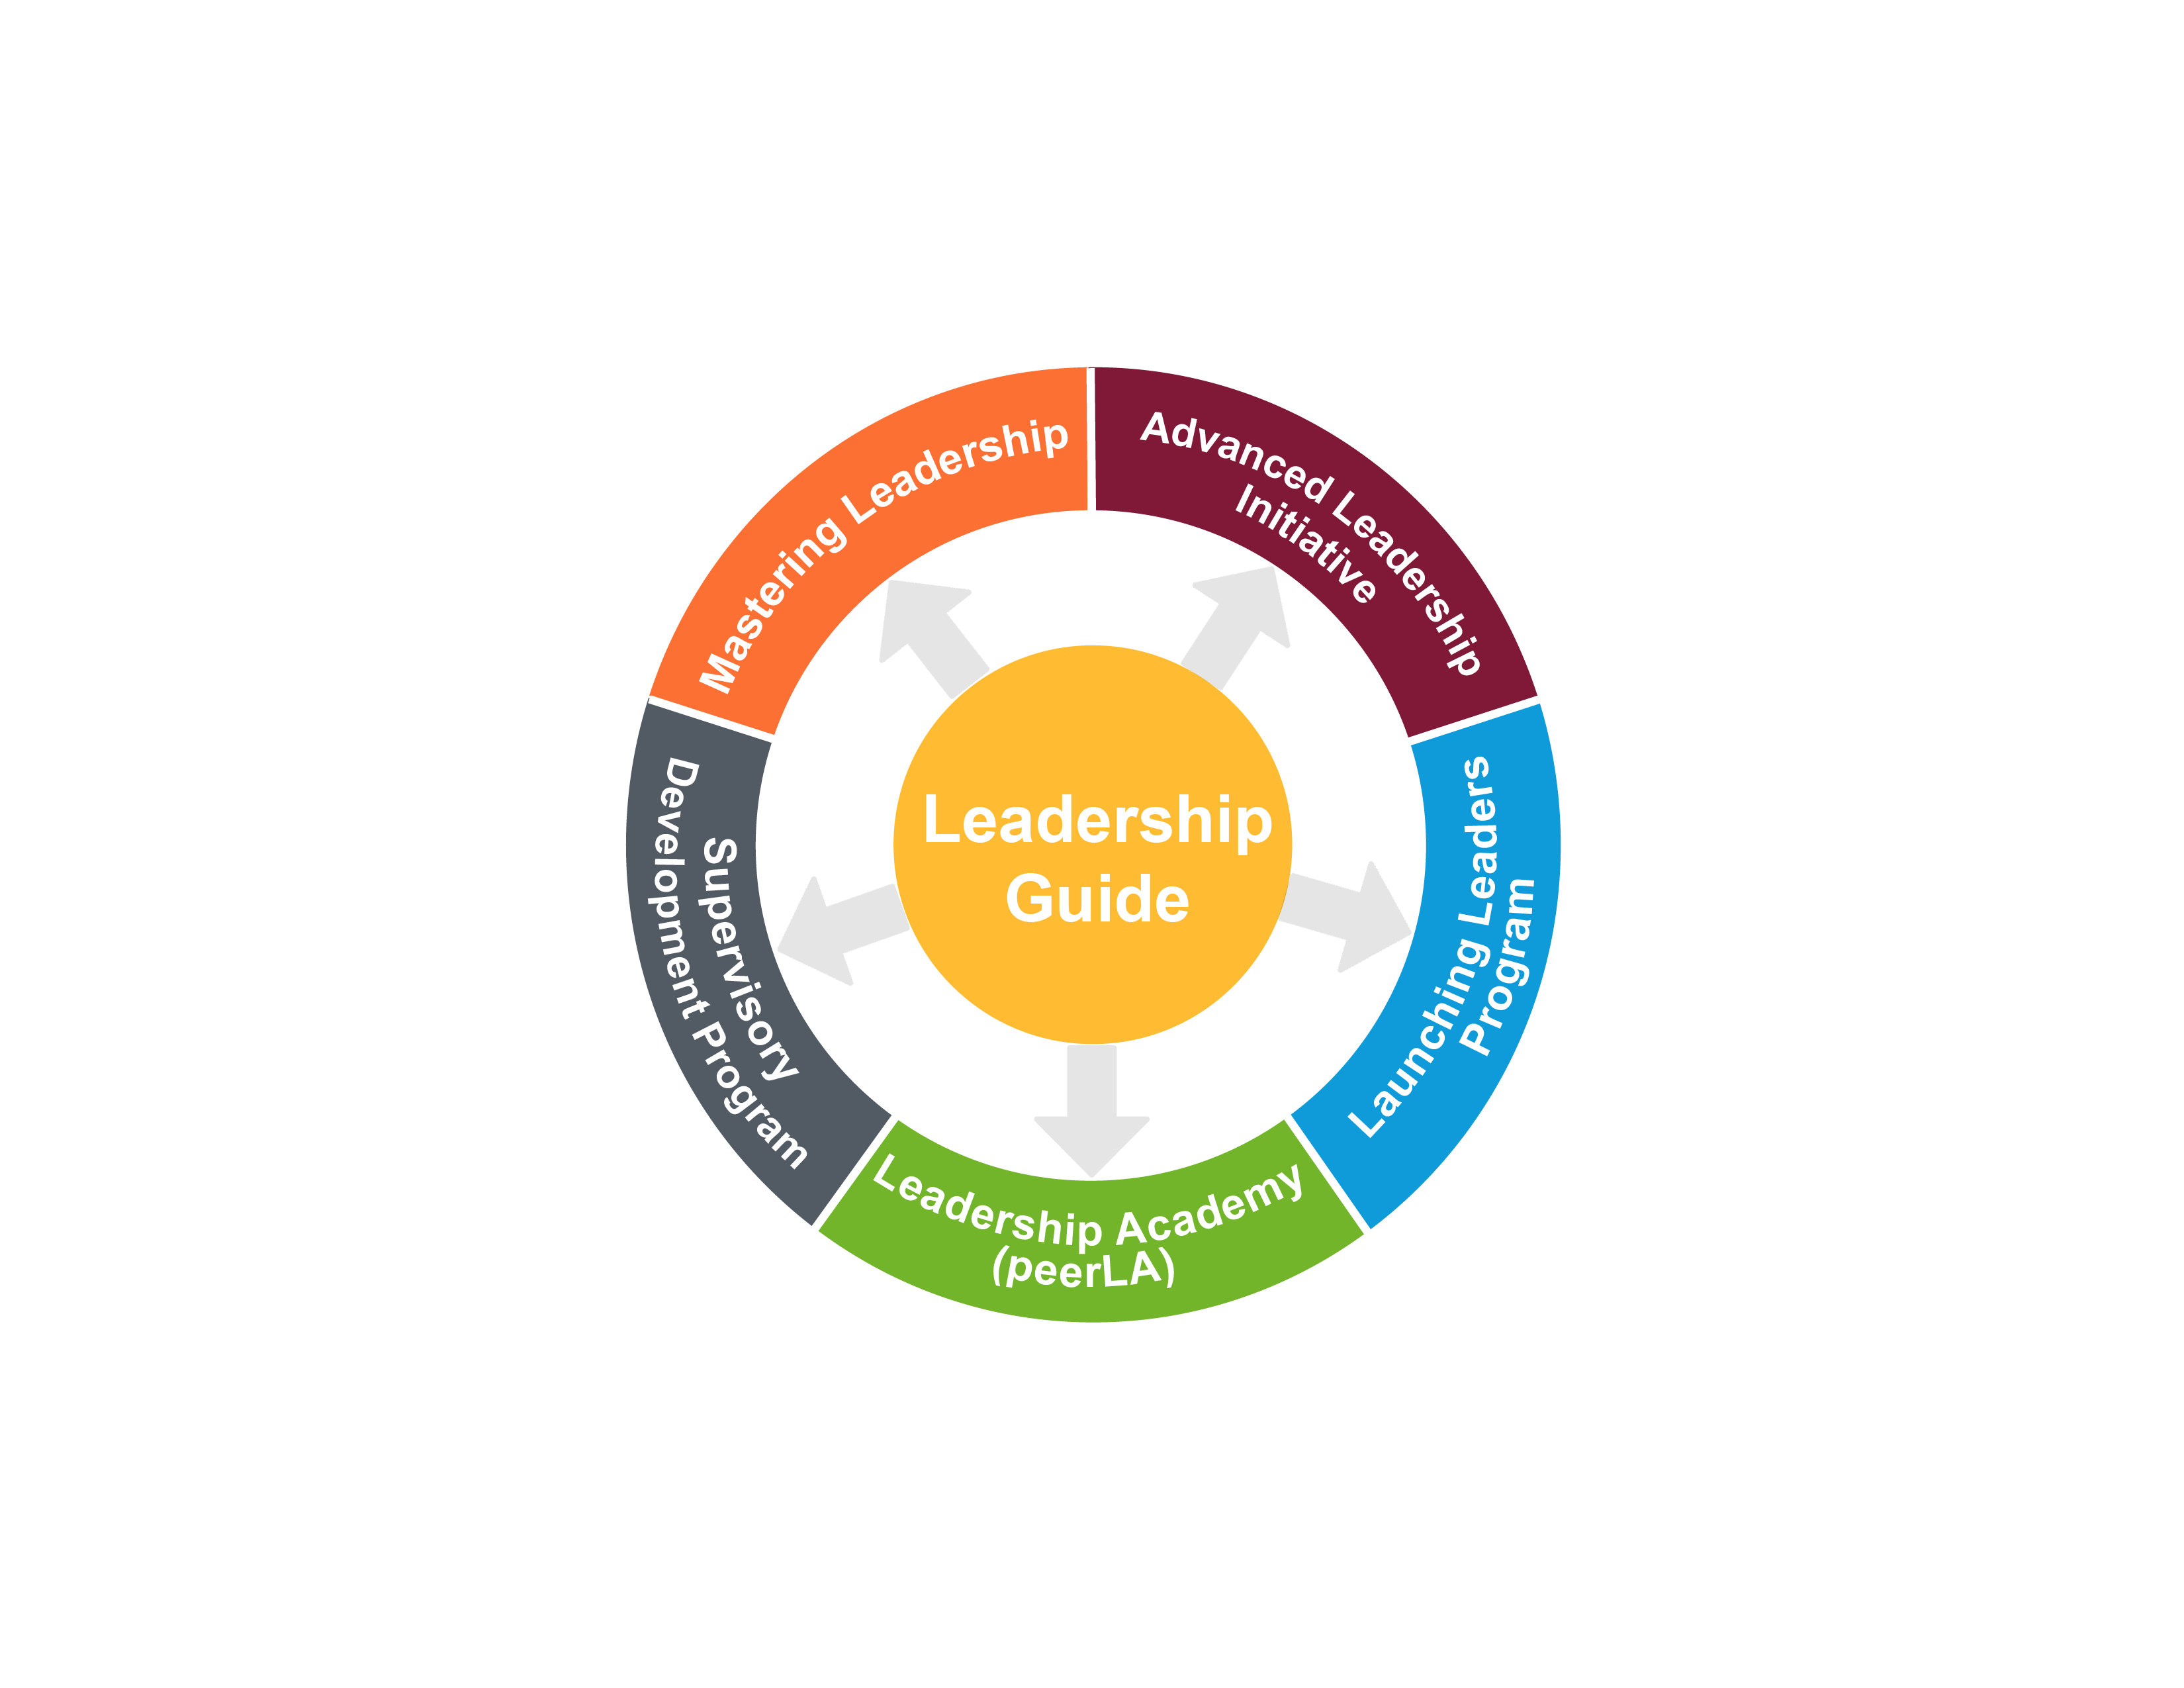 Mastering Leadership
Advanced Leadership
Initiative
Launching Leaders
Program
Leadership Academy
(peerLA)
Supervisory
Development Program
Leadership
Guide